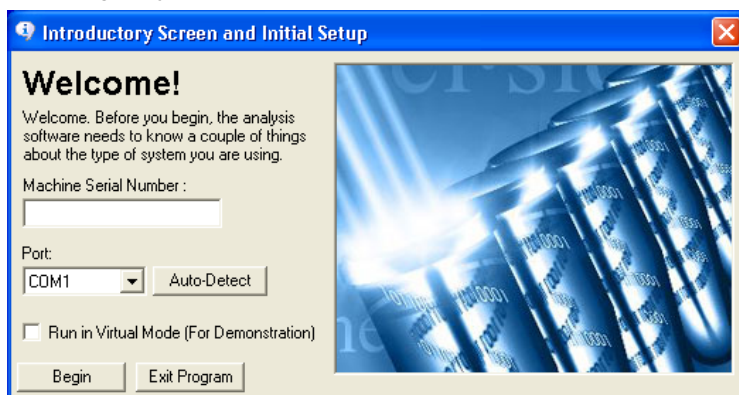 Introductory Screen and Initial Setup
Welcome!
Welcome. Before you begin, the analysis
software needs to know a couple of things
about the type of system you are using.
Machine Serial Number :
Port:
COM1
Auto-Detect
Run in Virtual Mode (For Demonstration)
Begin
Exit Program